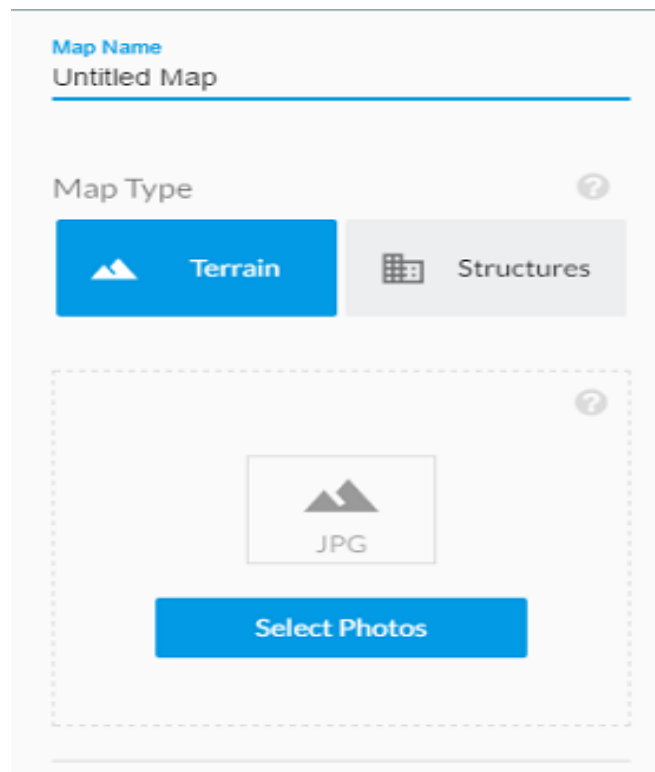 Map Name
Untitled Map
Map Type ?
Terrain Structures
?
JPG
Select Photos